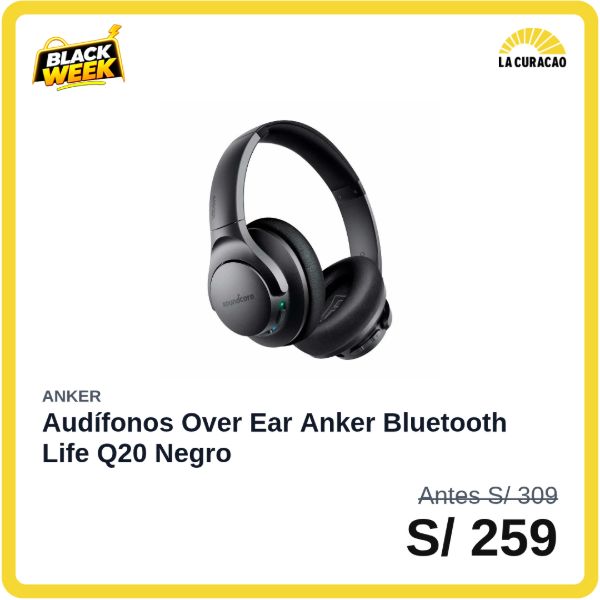 BLACK
WEEK
LA CURACAO
soundcore
ANKER
Audífonos Over Ear Anker Bluetooth
Life Q20 Negro
Antes S/ 309
S/ 259